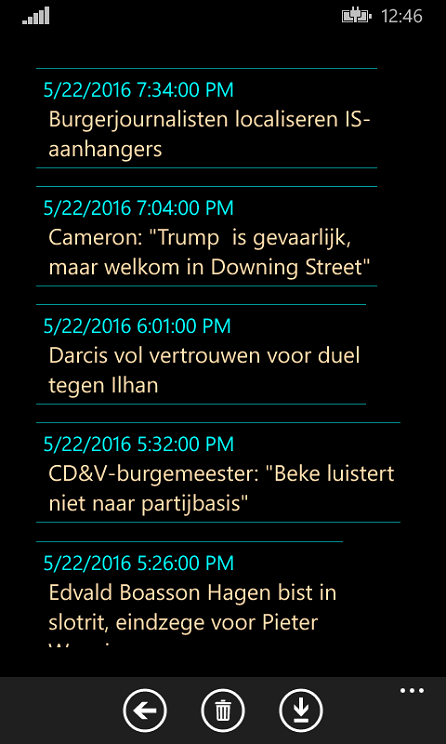 12:46
5/22/2016 7:34:00 PM
Burgerjournalisten localiseren IS-
aanhangers
5/22/2016 7:04:00 PM
Cameron: "Trump  is gevaarlijk,
maar welkom in Downing Street"
5/22/2016 6:01:00 PM
Darcis vol vertrouwen voor duel
tegen Ilhan
5/22/2016 5:32:00 PM
CD&V-burgemeester: "Beke luistert
niet naar partijbasis"
5/22/2016 5:26:00 PM
Edvald Boasson Hagen bist in
slotrit, eindzege voor Pieter